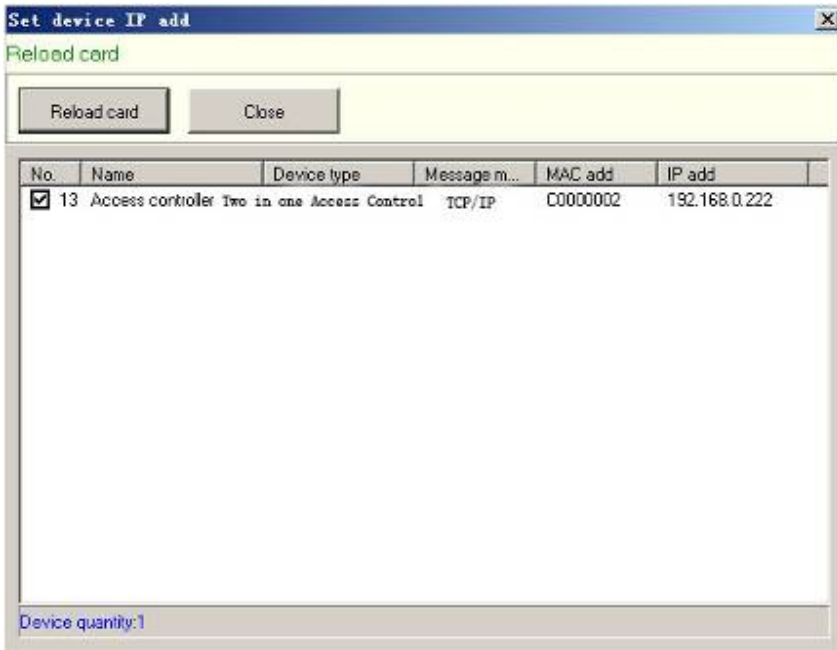 Set device IP add
Reload card
Reload card Close
No. Name Device type Message m... MAC add IP add
13 Access controller Two in one Access Control TCP/IP C0000002 192.168.0.222
Device quantity:1